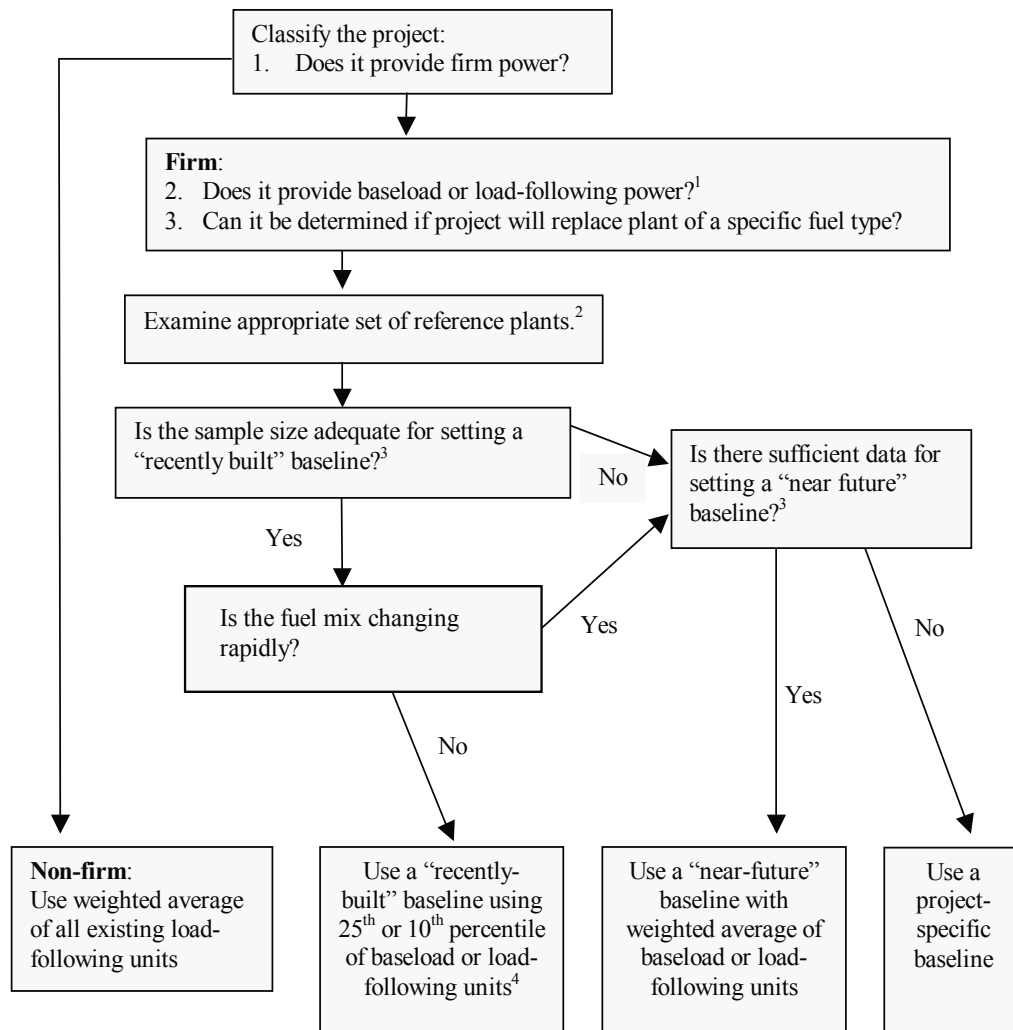 Classify the project:
1. Does it provide firm power?
Firm:
2. Does it provide baseload or load-following power?1
3. Can it be determined if project will replace plant of a specific fuel type?
Examine appropriate set of reference plants.2
Is the sample size adequate for setting a
“recently built” baseline?3
No
Is there sufficient data for
setting a “near future”
baseline?3
Yes
Is the fuel mix changing
rapidly?
Yes
No
Yes
No
Non-firm:
Use weighted average
of all existing load-
following units
Use a “recently-
built” baseline using
25th or 10th percentile
of baseload or load-
following units4
Use a “near-future”
baseline with
weighted average of
baseload or load-
following units
Use a
project-
specific
baseline